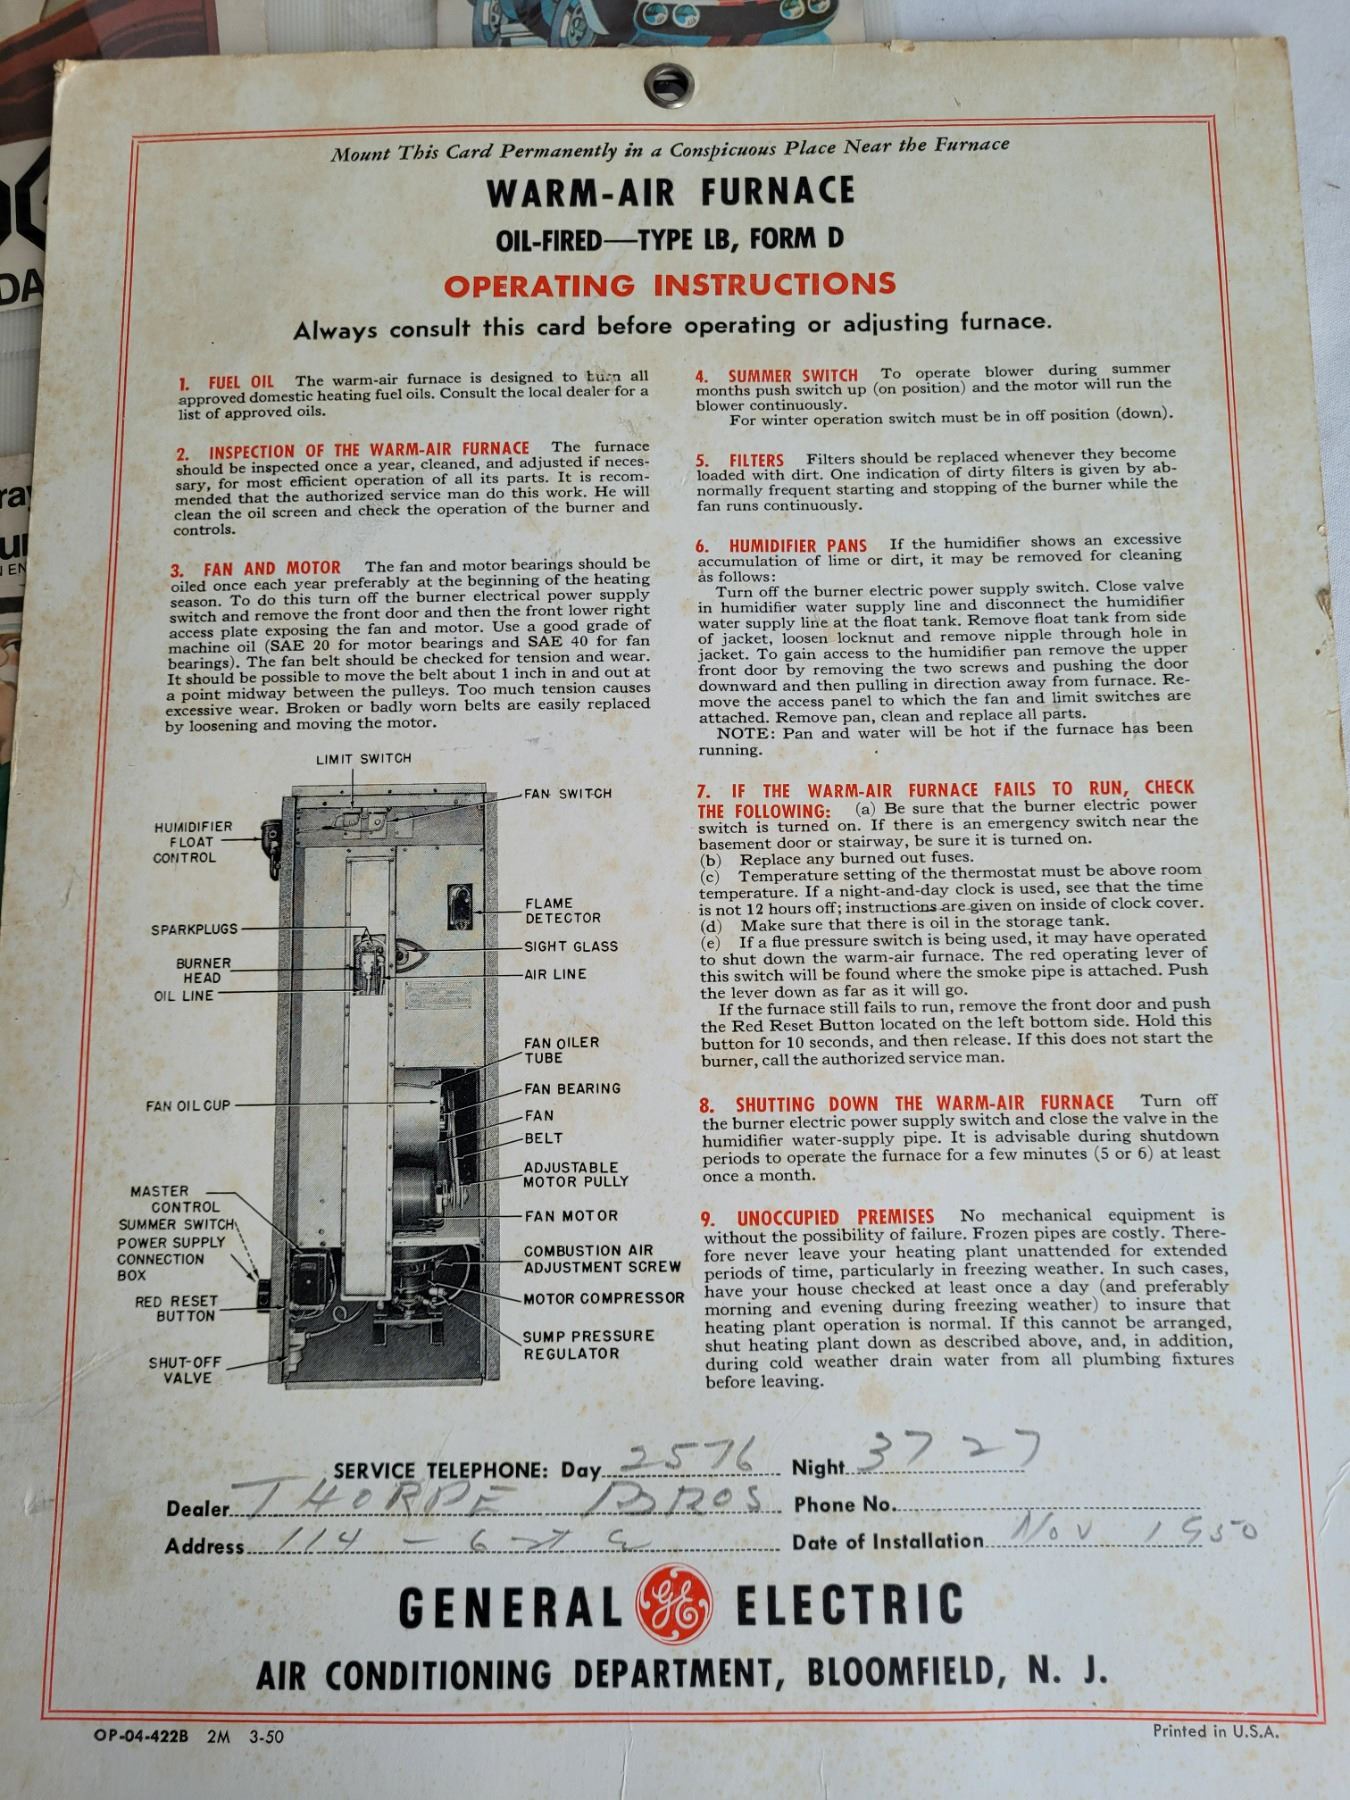 Mount This Card Permanently in a Conspicuous Place Near the Furnace
WARM-AIR FURNACE
OIL-FIRED—TYPE LB, FORM D
OPERATING INSTRUCTIONS
Always consult this card before operating or adjusting furnace.
1. FUEL OIL The warm-air furnace is designed to burn all
approved domestic heating fuel oils. Consult the local dealer for a
list of approved oils.
2. INSPECTION OF THE WARM-AIR FURNACE The furnace
should be inspected once a year, cleaned, and adjusted if neces-
sary, for most efficient operation of all its parts. It is recom-
mended that the authorized service man do this work. He will
clean the oil screen and check the operation of the burner and
controls.
3. FAN AND MOTOR The fan and motor bearings should be
oiled once each year preferably at the beginning of the heating
season. To do this turn off the burner electrical power supply
switch and remove the front door and then the front lower right
access plate exposing the fan and motor. Use a good grade of
machine oil (SAE 20 for motor bearings and SAE 40 for fan
bearings). The fan belt should be checked for tension and wear.
It should be possible to move the belt about 1 inch in and out at
a point midway between the pulleys. Too much tension causes
excessive wear. Broken or badly worn belts are easily replaced
by loosening and moving the motor.
LIMIT SWITCH
FAN SWITCH
HUMIDIFIER
FLOAT
CONTROL
FLAME
DETECTOR
SPARKPLUGS
SIGHT GLASS
BURNER
HEAD
AIR LINE
OIL LINE
FAN OILER
TUBE
FAN BEARING
FAN OIL CUP
FAN
BELT
ADJUSTABLE
MOTOR PULLY
MASTER
CONTROL
FAN MOTOR
SUMMER SWITCH
POWER SUPPLY
CONNECTION
BOX
COMBUSTION AIR
ADJUSTMENT SCREW
MOTOR COMPRESSOR
RED RESET
BUTTON
SUMP PRESSURE
REGULATOR
SHUT-OFF
VALVE
4. SUMMER SWITCH To operate blower during summer
months push switch up (on position) and the motor will run the
blower continuously.
For winter operation switch must be in off position (down).
5. FILTERS Filters should be replaced whenever they become
loaded with dirt. One indication of dirty filters is given by ab-
normally frequent starting and stopping of the burner while the
fan runs continuously.
6. HUMIDIFIER PANS If the humidifier shows an excessive
accumulation of lime or dirt, it may be removed for cleaning
as follows:
Turn off the burner electric power supply switch. Close valve
in humidifier water supply line and disconnect the humidifier
water supply line at the float tank. Remove float tank from side
of jacket, loosen locknut and remove nipple through hole in
jacket. To gain access to the humidifier pan remove the upper
front door by removing the two screws and pushing the door
downward and then pulling in direction away from furnace. Re-
move the access panel to which the fan and limit switches are
attached. Remove pan, clean and replace all parts.
NOTE: Pan and water will be hot if the furnace has been
running.
7. IF THE WARM-AIR FURNACE FAILS TO RUN, CHECK
THE FOLLOWING: (a) Be sure that the burner electric power
switch is turned on. If there is an emergency switch near the
basement door or stairway, be sure it is turned on.
(b) Replace any burned out fuses.
(c) Temperature setting of the thermostat must be above room
temperature. If a night-and-day clock is used, see that the time
is not 12 hours off; instructions are given on inside of clock cover.
(d) Make sure that there is oil in the storage tank.
(e) If a flue pressure switch is being used, it may have operated
to shut down the warm-air furnace. The red operating lever of
this switch will be found where the smoke pipe is attached. Push
the lever down as far as it will go.
If the furnace still fails to run, remove the front door and push
the Red Reset Button located on the left bottom side. Hold this
button for 10 seconds, and then release. If this does not start the
burner, call the authorized service man.
8. SHUTTING DOWN THE WARM-AIR FURNACE Turn off
the burner electric power supply switch and close the valve in the
humidifier water-supply pipe. It is advisable during shutdown
periods to operate the furnace for a few minutes (5 or 6) at least
once a month.
9. UNOCCUPIED PREMISES No mechanical equipment is
without the possibility of failure. Frozen pipes are costly. There-
fore never leave your heating plant unattended for extended
periods of time, particularly in freezing weather. In such cases,
have your house checked at least once a day (and preferably
morning and evening during freezing weather) to insure that
heating plant operation is normal. If this cannot be arranged,
shut heating plant down as described above, and, in addition,
during cold weather drain water from all plumbing fixtures
before leaving.
SERVICE TELEPHONE: Day 2576 Night 3727
Dealer THORPE BROS Phone No.
Address 114 - 6 Date of Installation Nov 1950
GENERAL GE ELECTRIC
AIR CONDITIONING DEPARTMENT, BLOOMFIELD, N. J.
OP-04-422B 2M 3-50
Printed in U.S.A.